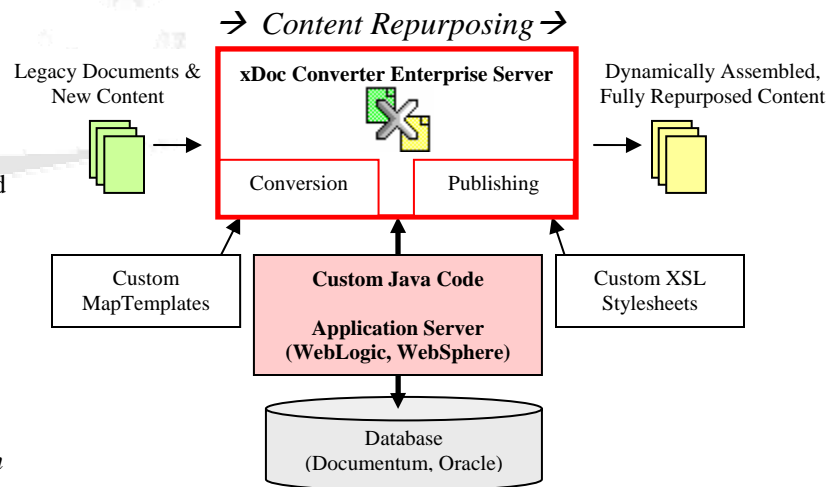 → Content Repurposing →
Legacy Documents &
New Content
xDoc Converter Enterprise Server
Dynamically Assembled,
Fully Repurposed Content
Conversion
Publishing
Custom
MapTemplates
Custom Java Code
Application Server
(WebLogic, WebSphere)
Custom XSL
Stylesheets
Database
(Documentum, Oracle)